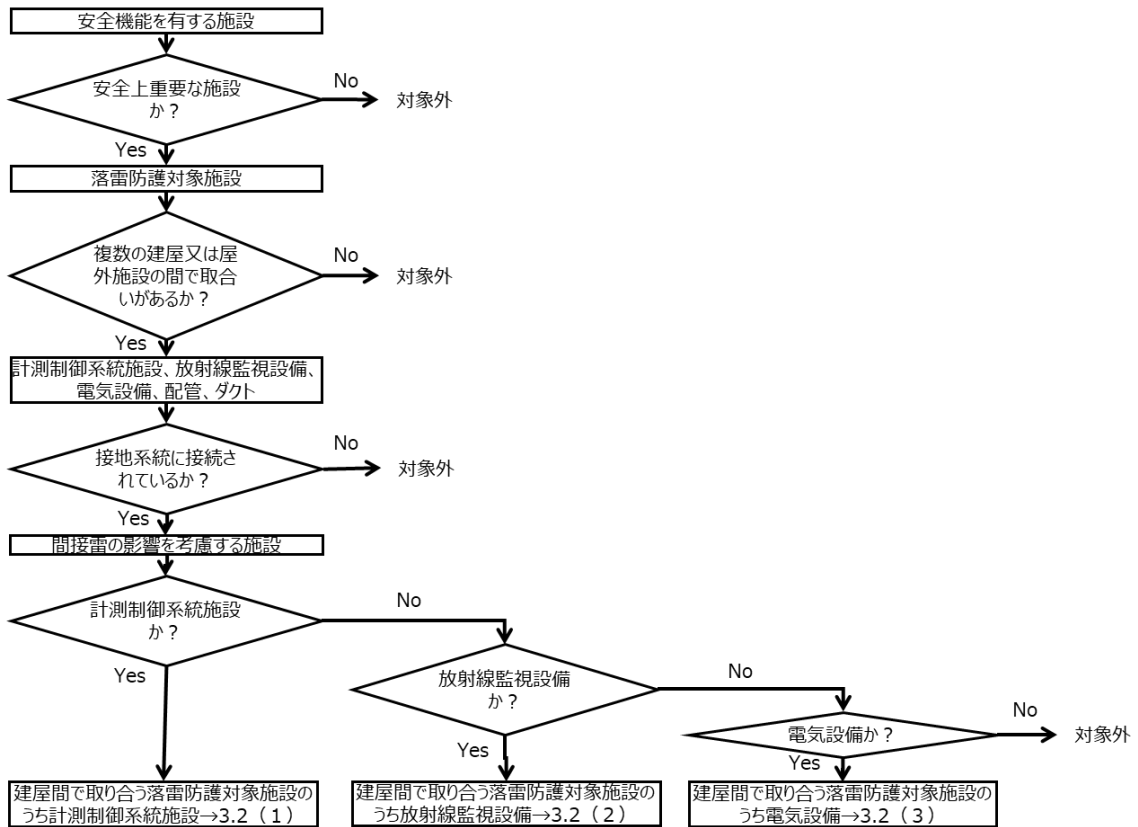 安全機能を有する施設
安全上重要な施設
か？
No
対象外
Yes
落雷防護対象施設
複数の建屋又は屋
外施設の間で取合
いがあるか？
No
対象外
Yes
計測制御系統施設、放射線監視設備、
電気設備、配管、ダクト
接地系統に接続さ
れているか？
No
対象外
Yes
間接雷の影響を考慮する施設
計測制御系統施設
か？
No
Yes
放射線監視設備
か？
No
Yes
電気設備か？
No
対象外
Yes
建屋間で取り合う落雷防護対象施設の
うち計測制御系統施設→3.2（1）
建屋間で取り合う落雷防護対象施設の
うち放射線監視設備→3.2（2）
建屋間で取り合う落雷防護対象施設の
うち電気設備→3.2（3）